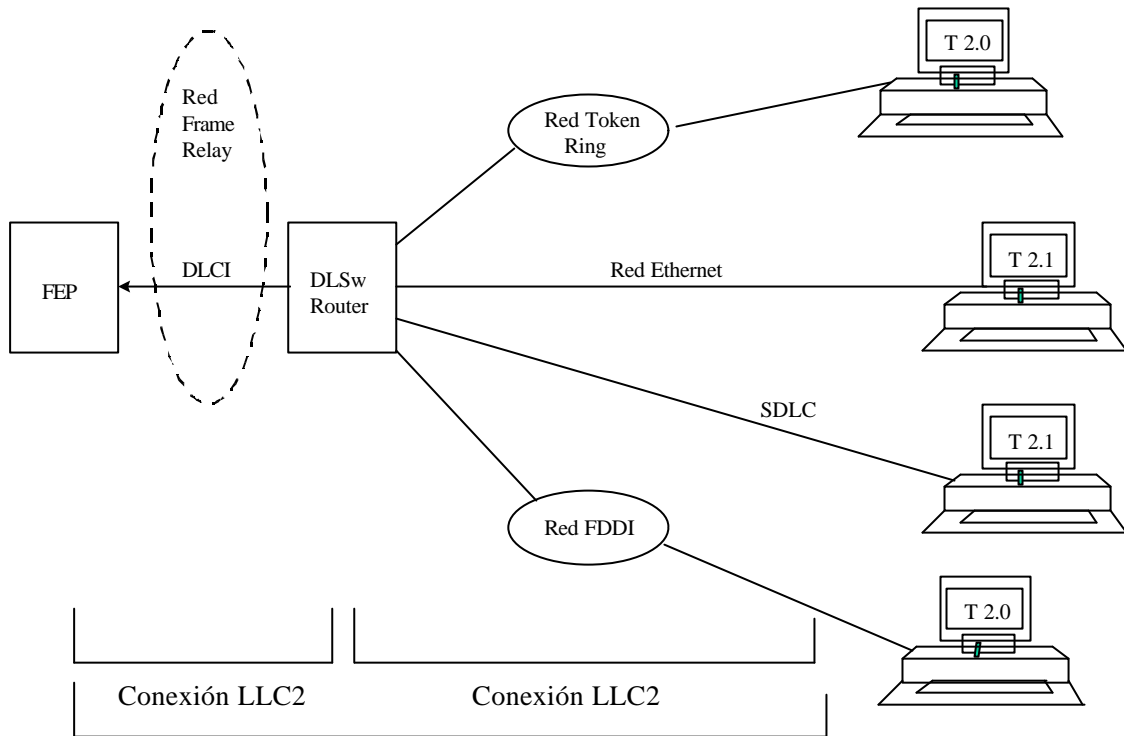 T 2.0
Red
Frame
Relay
Red Token
Ring
FEP
DLCI
DLSw
Router
Red Ethernet
T 2.1
SDLC
T 2.1
Red FDDI
T 2.0
Conexión LLC2
Conexión LLC2